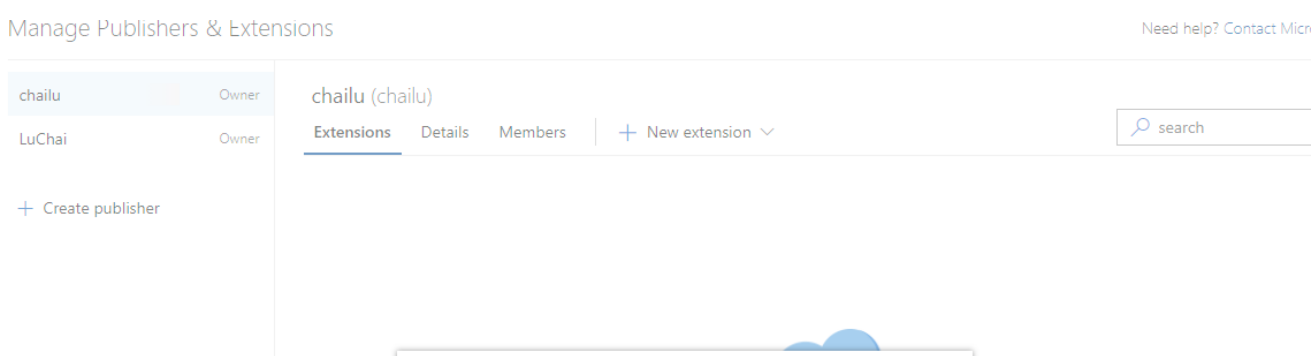 Manage Publishers & Extensions
Need help? Contact
chailu Owner
LuChai Owner
+ Create publisher
chailu (chailu)
Extensions Details Members + New extension
search